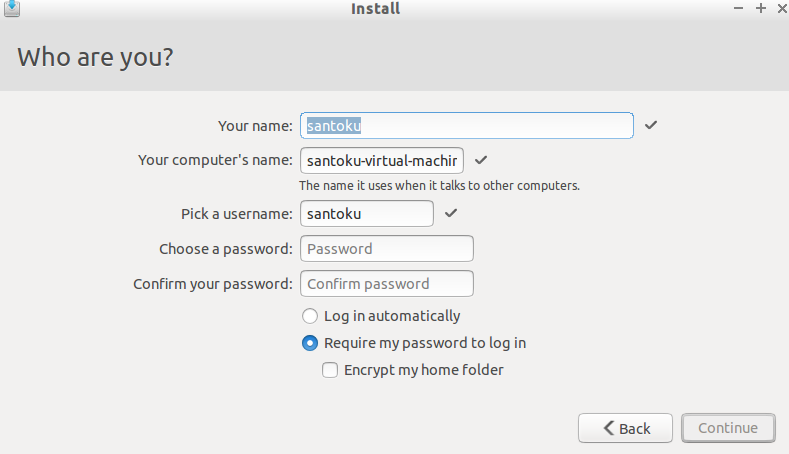 Install
Who are you?
Your name: santoku
Your computer's name: santoku-virtual-machin
The name it uses when it talks to other computers.
Pick a username: santoku
Choose a password: Password
Confirm your password: Confirm password
Log in automatically
Require my password to log in
Encrypt my home folder
Back Continue